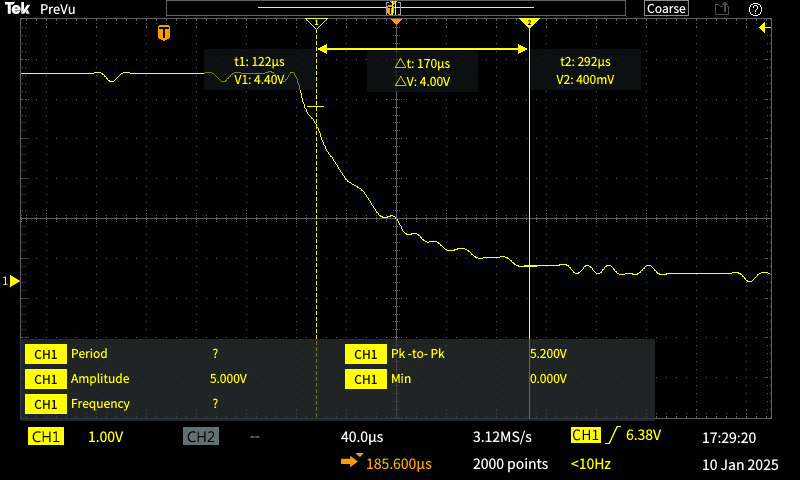 Tek PreVu
Coarse
T
T
1
2
t1: 122µs
V1: 4.40V
△t: 170µs
△V: 4.00V
t2: 292µs
V2: 400mV
1
CH1 Period ?
CH1 Pk -to- Pk 5.200V
CH1 Amplitude 5.000V
CH1 Min 0.000V
CH1 Frequency ?
CH1 1.00V CH2 -- 40.0µs 3.12MS/s CH1 6.38V 17:29:20
185.600µs 2000 points <10Hz 10 Jan 2025